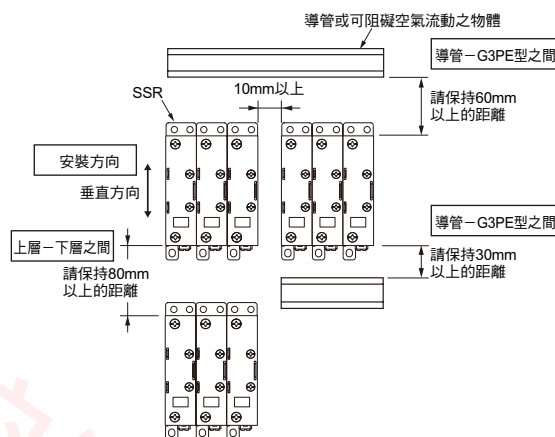 導管或可阻礙空氣流動之物體
導管－G3PE型之間
10mm以上
SSR
請保持60mm
以上的距離
安裝方向
垂直方向
導管－G3PE型之間
上層－下層之間
請保持80mm
以上的距離
請保持30mm
以上的距離